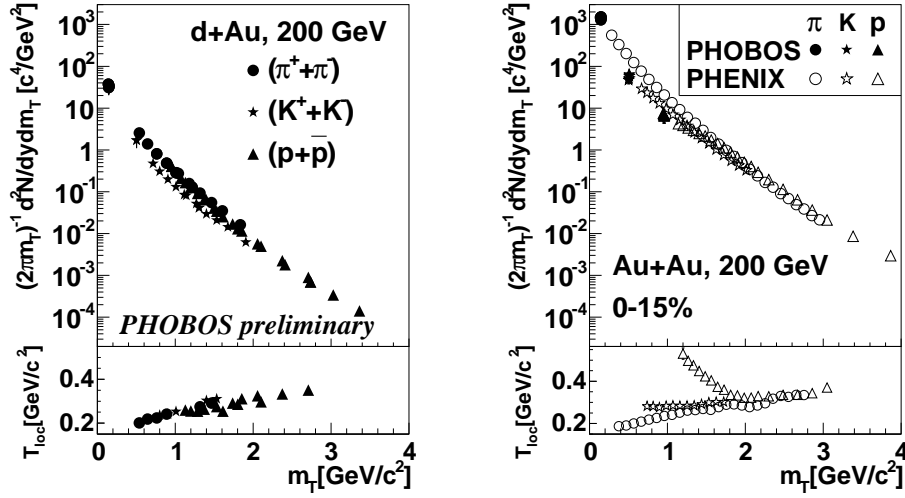 d+Au, 200 GeV
(π⁺+π⁻)
(K⁺+K⁻)
(p+p̅)
PHOBOS preliminary
(2πm_T)⁻¹ d²N/dydm_T [c⁴/GeV²]
10³
10²
10
1
10⁻¹
10⁻²
10⁻³
10⁻⁴
T_loc[GeV/c²]
0.4
0.2
0 1 2 3 4
m_T[GeV/c²]
π K p
PHOBOS
PHENIX
Au+Au, 200 GeV
0-15%
(2πm_T)⁻¹ d²N/dydm_T [c⁴/GeV²]
10³
10²
10
1
10⁻¹
10⁻²
10⁻³
10⁻⁴
T_loc[GeV/c²]
0.4
0.2
0 1 2 3 4
m_T[GeV/c²]